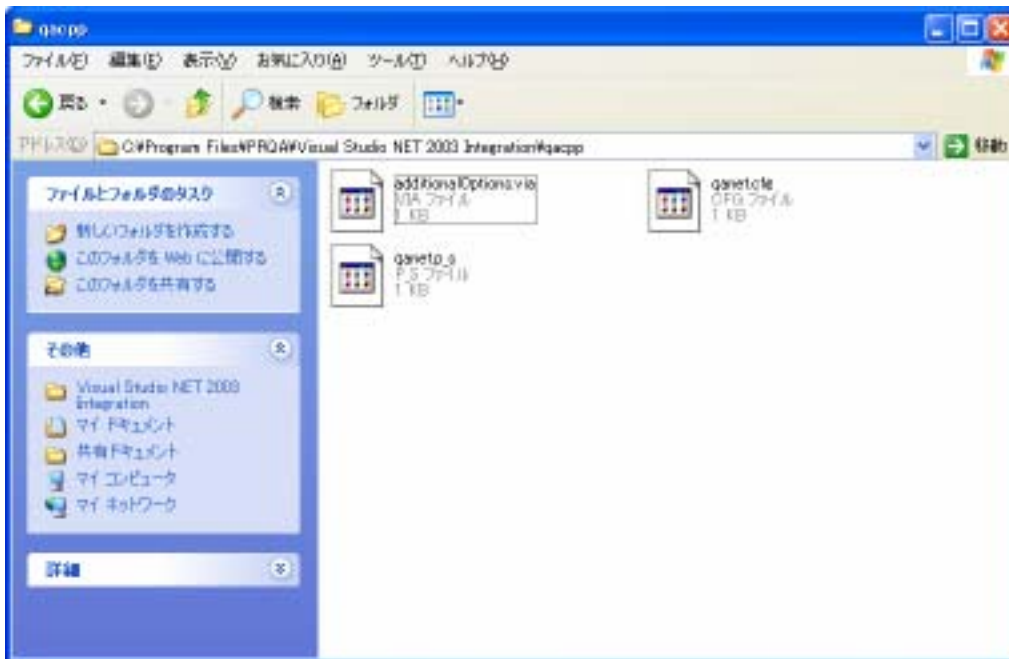 qacpp
ファイル(F) 編集(E) 表示(V) お気に入り(A) ツール(T) ヘルプ(H)
戻る 検索 フォルダ
アドレス(D) C:¥Program Files¥PRQA¥Visual Studio NET 2003 Integration¥qacpp 移動
ファイルとフォルダのタスク
新しいフォルダを作成する
このフォルダを Web に公開する
このフォルダを共有する
その他
Visual Studio NET 2003
Integration
マイ ドキュメント
共有ドキュメント
マイ コンピュータ
マイ ネットワーク
詳細
additionalOptions.via
VIA ファイル
1 KB
qanet.cfg
CFG ファイル
1 KB
qanet.p_s
P_S ファイル
1 KB